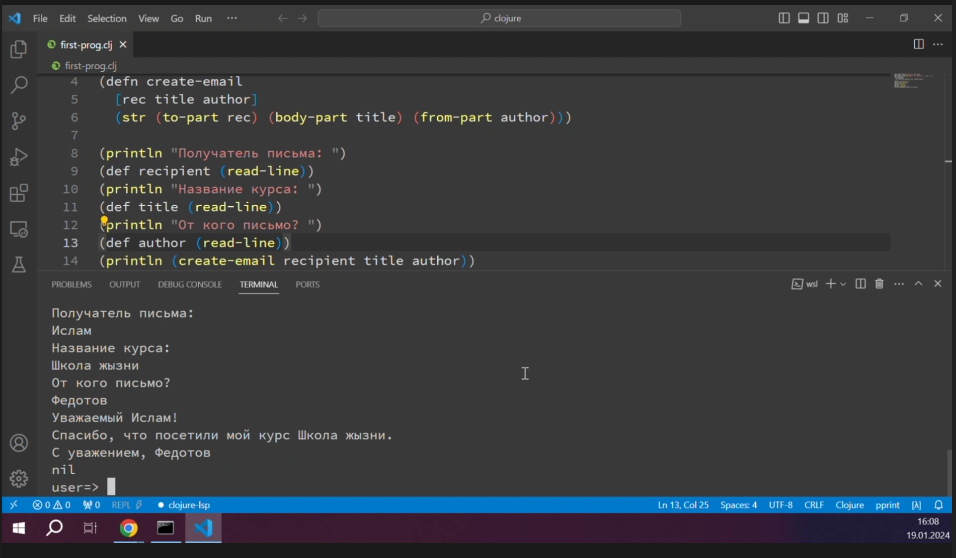 File Edit Selection View Go Run ··· clojure
first-prog.clj
first-prog.clj
4 (defn create-email
5 [rec title author]
6 (str (to-part rec) (body-part title) (from-part author)))
7
8 (println "Получатель письма: ")
9 (def recipient (read-line))
10 (println "Название курса: ")
11 (def title (read-line))
12 (println "От кого письмо? ")
13 (def author (read-line))
14 (println (create-email recipient title author))
PROBLEMS OUTPUT DEBUG CONSOLE TERMINAL PORTS wsl
Получатель письма:
Ислам
Название курса:
Школа жызни
От кого письмо?
Федотов
Уважаемый Ислам!
Спасибо, что посетили мой курс Школа жызни.
С уважением, Федотов
nil
user=>
0 0 0 REPL clojure-lsp Ln 13, Col 25 Spaces: 4 UTF-8 CRLF Clojure pprint [λ]
16:08
19.01.2024